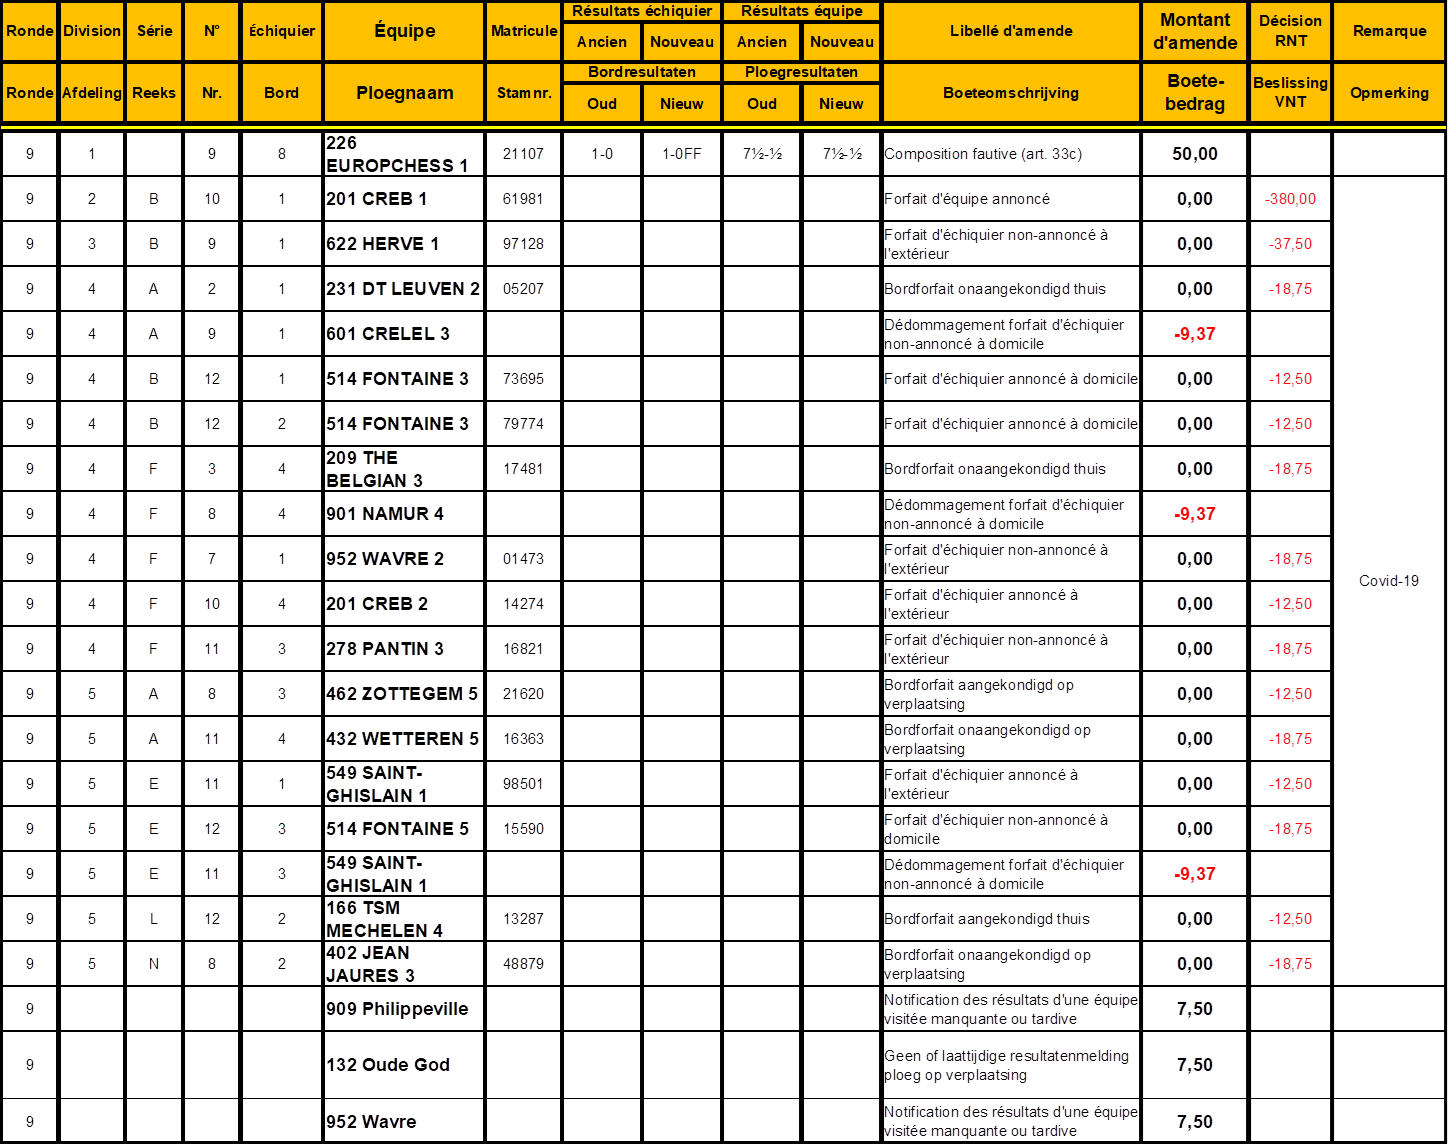 Résultats échiquier Résultats équipe
Ronde Division Série N° Échiquier Équipe Matricule Ancien Nouveau Ancien Nouveau Libellé d'amende Montant d'amende Décision RNT Remarque
Bordresultaten Ploegresultaten
Ronde Afdeling Reeks Nr. Bord Ploegnaam Stamnr. Oud Nieuw Oud Nieuw Boeteomschrijving Boete-bedrag Beslissing VNT Opmerking
9 1 9 8 226 EUROPCHESS 1 21107 1-0 1-0FF 7½-½ 7½-½ Composition fautive (art. 33c) 50,00
9 2 B 10 1 201 CREB 1 61981 Forfait d'équipe annoncé 0,00 -380,00
9 3 B 9 1 622 HERVE 1 97128 Forfait d'échiquier non-annoncé à l'extérieur 0,00 -37,50
9 4 A 2 1 231 DT LEUVEN 2 05207 Bordforfait onaangekondigd thuis 0,00 -18,75
9 4 A 9 1 601 CRELEL 3 Dédommagement forfait d'échiquier non-annoncé à domicile -9,37
9 4 B 12 1 514 FONTAINE 3 73695 Forfait d'échiquier annoncé à domicile 0,00 -12,50
9 4 B 12 2 514 FONTAINE 3 79774 Forfait d'échiquier annoncé à domicile 0,00 -12,50
9 4 F 3 4 209 THE BELGIAN 3 17481 Bordforfait onaangekondigd thuis 0,00 -18,75
9 4 F 8 4 901 NAMUR 4 Dédommagement forfait d'échiquier non-annoncé à domicile -9,37
9 4 F 7 1 952 WAVRE 2 01473 Forfait d'échiquier non-annoncé à l'extérieur 0,00 -18,75
Covid-19
9 4 F 10 4 201 CREB 2 14274 Forfait d'échiquier annoncé à l'extérieur 0,00 -12,50
9 4 F 11 3 278 PANTIN 3 16821 Forfait d'échiquier non-annoncé à l'extérieur 0,00 -18,75
9 5 A 8 3 462 ZOTTEGEM 5 21620 Bordforfait aangekondigd op verplaatsing 0,00 -12,50
9 5 A 11 4 432 WETTEREN 5 16363 Bordforfait onaangekondigd op verplaatsing 0,00 -18,75
9 5 E 11 1 549 SAINT-GHISLAIN 1 98501 Forfait d'échiquier annoncé à l'extérieur 0,00 -12,50
9 5 E 12 3 514 FONTAINE 5 15590 Forfait d'échiquier non-annoncé à domicile 0,00 -18,75
9 5 E 11 3 549 SAINT-GHISLAIN 1 Dédommagement forfait d'échiquier non-annoncé à domicile -9,37
9 5 L 12 2 166 TSM MECHELEN 4 13287 Bordforfait aangekondigd thuis 0,00 -12,50
9 5 N 8 2 402 JEAN JAURES 3 48879 Bordforfait onaangekondigd op verplaatsing 0,00 -18,75
9 909 Philippeville Notification des résultats d'une équipe visitée manquante ou tardive 7,50
9 132 Oude God Geen of laattijdige resultatenmelding ploeg op verplaatsing 7,50
9 952 Wavre Notification des résultats d'une équipe visitée manquante ou tardive 7,50